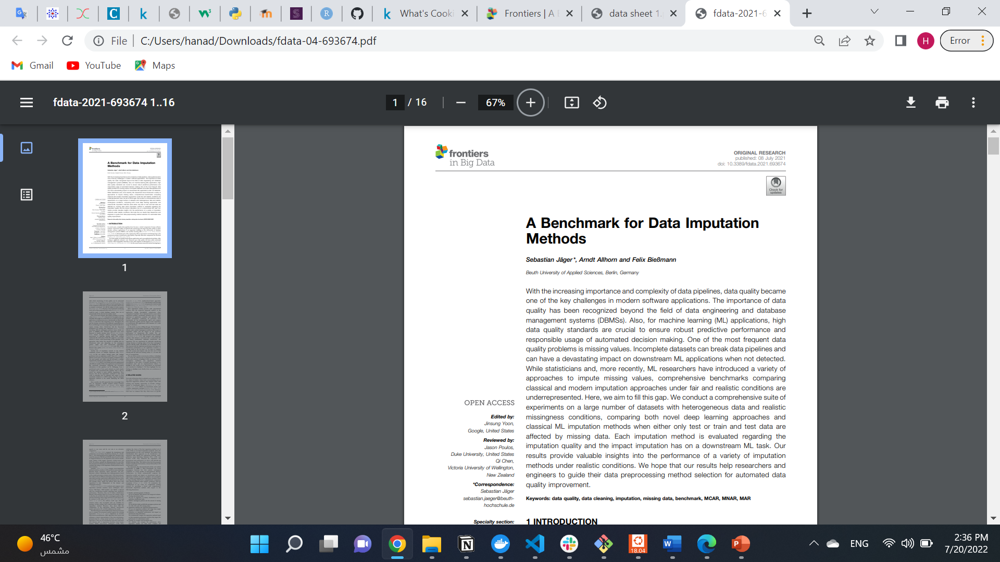 What's Cooki
Frontiers | A B
data sheet 1.p
fdata-2021-6
File
C:/Users/hanad/Downloads/fdata-04-693674.pdf
H
Error
Gmail
YouTube
Maps
fdata-2021-693674 1..16
1 / 16
67%
frontiers
in Big Data
ORIGINAL RESEARCH
published: 08 July 2021
doi: 10.3389/fdata.2021.693674
Check for
updates
A Benchmark for Data Imputation
Methods
Sebastian Jäger*, Arndt Allhorn and Felix Bießmann
Beuth University of Applied Sciences, Berlin, Germany
With the increasing importance and complexity of data pipelines, data quality became
one of the key challenges in modern software applications. The importance of data
quality has been recognized beyond the field of data engineering and database
management systems (DBMSs). Also, for machine learning (ML) applications, high
data quality standards are crucial to ensure robust predictive performance and
responsible usage of automated decision making. One of the most frequent data
quality problems is missing values. Incomplete datasets can break data pipelines and
can have a devastating impact on downstream ML applications when not detected.
While statisticians and, more recently, ML researchers have introduced a variety of
approaches to impute missing values, comprehensive benchmarks comparing
classical and modern imputation approaches under fair and realistic conditions are
underrepresented. Here, we aim to fill this gap. We conduct a comprehensive suite of
experiments on a large number of datasets with heterogeneous data and realistic
missingness conditions, comparing both novel deep learning approaches and
classical ML imputation methods when either only test or train and test data are
affected by missing data. Each imputation method is evaluated regarding the
imputation quality and the impact imputation has on a downstream ML task. Our
results provide valuable insights into the performance of a variety of imputation
methods under realistic conditions. We hope that our results help researchers and
engineers to guide their data preprocessing method selection for automated data
quality improvement.
Keywords: data quality, data cleaning, imputation, missing data, benchmark, MCAR, MNAR, MAR
1 INTRODUCTION
OPEN ACCESS
Edited by:
Jinsung Yoon,
Google, United States
Reviewed by:
Jason Poulos,
Duke University, United States
Qi Chen,
Victoria University of Wellington,
New Zealand
*Correspondence:
Sebastian Jäger
sebastian.jaeger@beuth-
hochschule.de
Specialty section:
1
2
46°C
مشمس
18.04
ENG
2:36 PM
7/20/2022